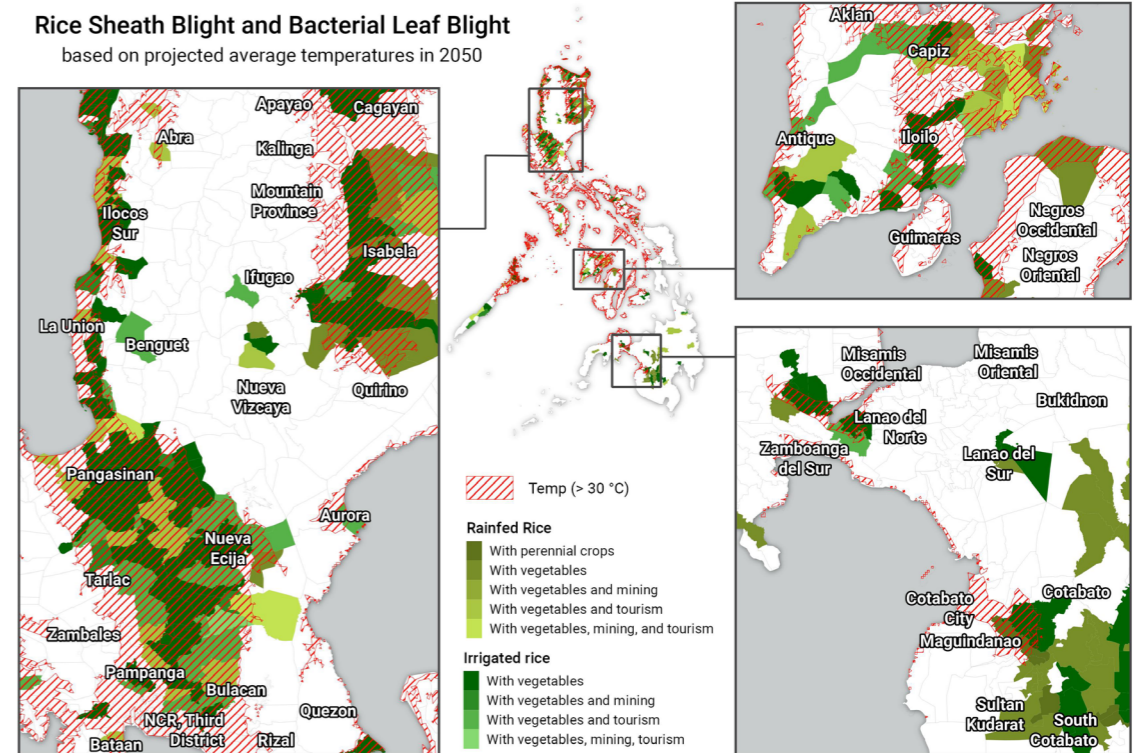 Rice Sheath Blight and Bacterial Leaf Blight
based on projected average temperatures in 2050
Apayao
Cagayan
Abra
Kalinga
Mountain
Province
Ilocos
Sur
Isabela
Ifugao
La Union
Benguet
Nueva
Vizcaya
Quirino
Pangasinan
Aurora
Nueva
Ecija
Tarlac
Zambales
Pampanga
Bulacan
Quezon
NCR, Third
District
Rizal
Bataan
Aklan
Capiz
Antique
Iloilo
Guimaras
Negros
Occidental
Negros
Oriental
Misamis
Occidental
Misamis
Oriental
Bukidnon
Lanao del
Norte
Zamboanga
del Sur
Lanao del
Sur
Cotabato
City
Cotabato
Maguindanao
Sultan
Kudarat
South
Cotabato
Temp (> 30 °C)
Rainfed Rice
With perennial crops
With vegetables
With vegetables and mining
With vegetables and tourism
With vegetables, mining, and tourism
Irrigated rice
With vegetables
With vegetables and mining
With vegetables and tourism
With vegetables, mining, tourism